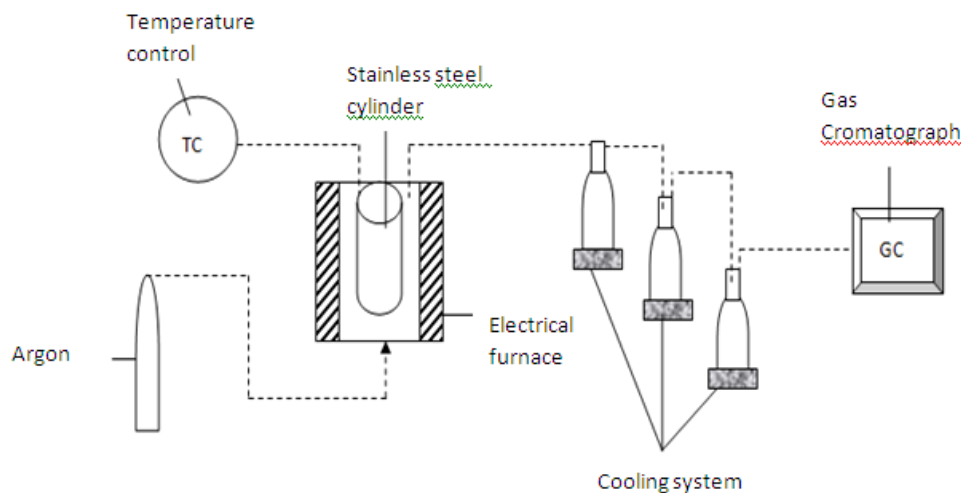 Temperature
control
Stainless steel
cylinder
Gas
Cromatograph
TC
GC
Argon
Electrical
furnace
Cooling system